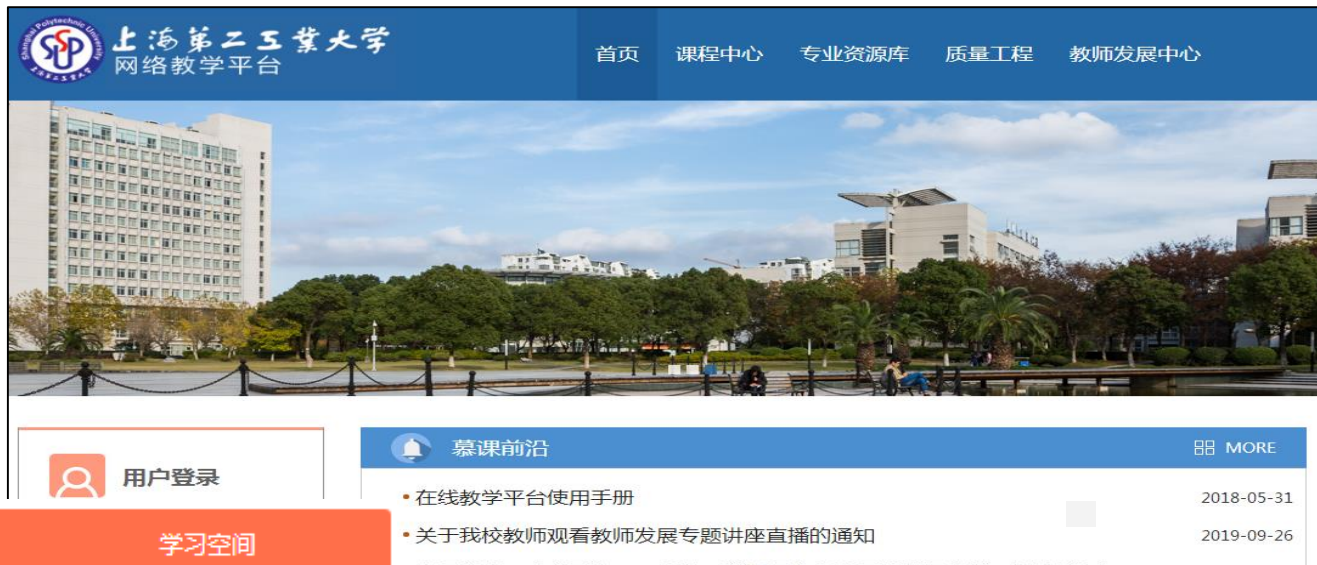 上海第二工业大学
网络教学平台
首页 课程中心 专业资源库 质量工程 教师发展中心
用户登录
学习空间
慕课前沿 MORE
在线教学平台使用手册 2018-05-31
关于我校教师观看教师发展专题讲座直播的通知 2019-09-26